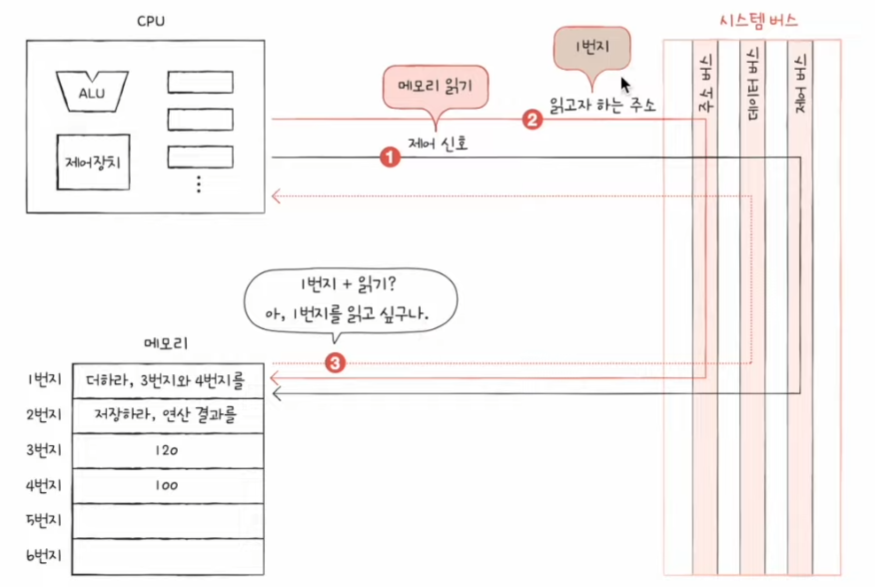 CPU
시스템 버스
ALU
제어장치
메모리 읽기
1번지
2
읽고자 하는 주소
1
제어 신호
주소 버스
데이터 버스
제어 버스
1번지 + 읽기?
아, 1번지를 읽고 싶구나.
3
메모리
1번지 더하라, 3번지와 4번지를
2번지 저장하라, 연산 결과를
3번지 120
4번지 100
5번지
6번지